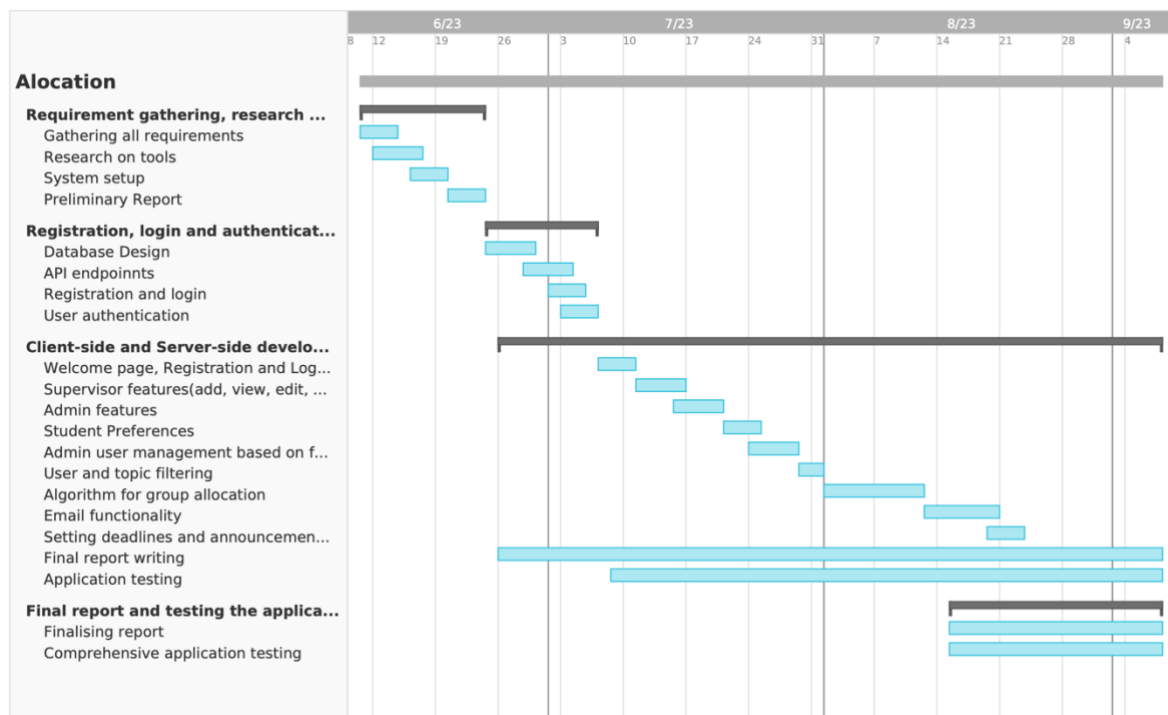 6/23 7/23 8/23 9/23
8 12 19 26 3 10 17 24 31 7 14 21 28 4
Alocation
Requirement gathering, research ...
Gathering all requirements
Research on tools
System setup
Preliminary Report
Registration, login and authenticat...
Database Design
API endpoinnts
Registration and login
User authentication
Client-side and Server-side develo...
Welcome page, Registration and Log...
Supervisor features(add, view, edit, ...
Admin features
Student Preferences
Admin user management based on f...
User and topic filtering
Algorithm for group allocation
Email functionality
Setting deadlines and announcemen...
Final report writing
Application testing
Final report and testing the applica...
Finalising report
Comprehensive application testing